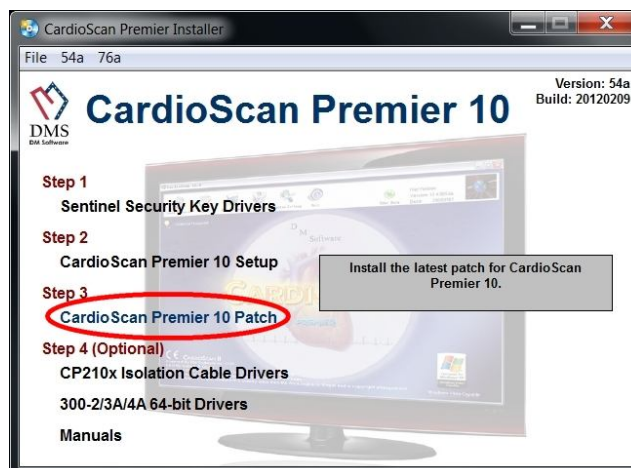 CardioScan Premier Installer
File 54a 76a
DMS
DM Software
CardioScan Premier 10
Version: 54a
Build: 20120209
Step 1
Sentinel Security Key Drivers
Step 2
CardioScan Premier 10 Setup
Install the latest patch for CardioScan
Premier 10.
Step 3
CardioScan Premier 10 Patch
Step 4 (Optional)
CP210x Isolation Cable Drivers
300-2/3A/4A 64-bit Drivers
Manuals